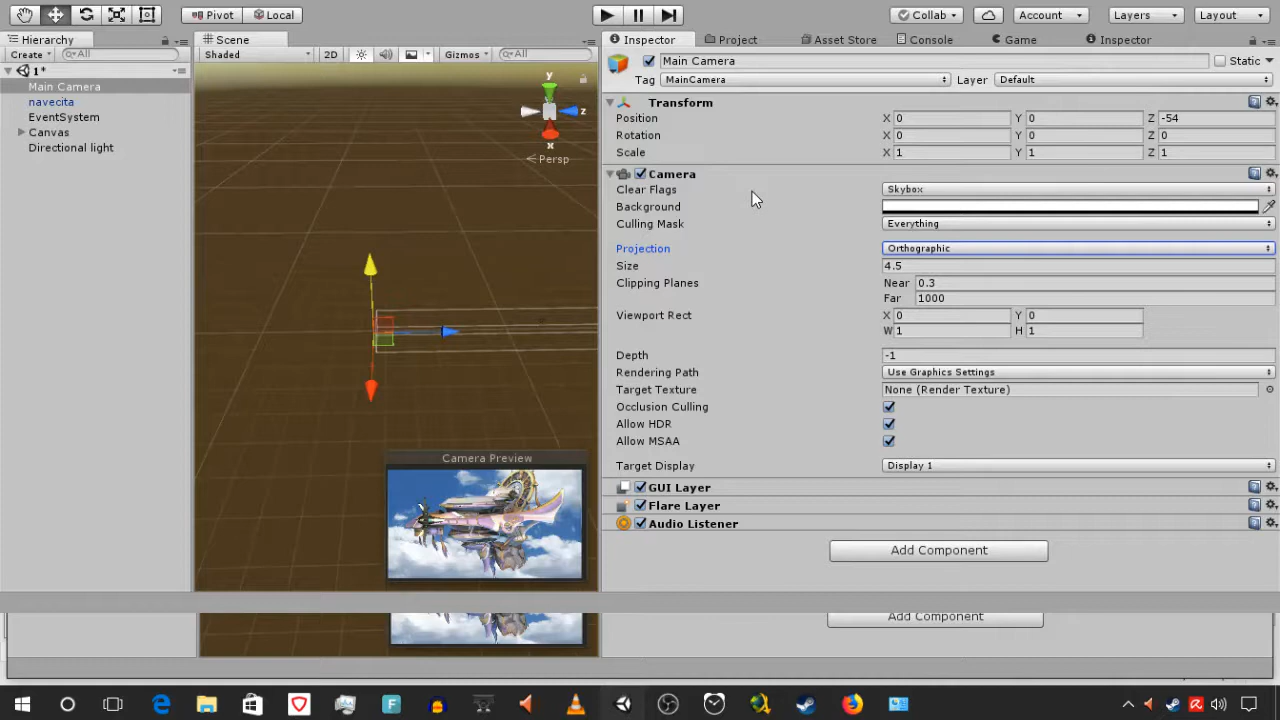 Pivot Local Collab Account Layers Layout
Hierarchy Scene Inspector Project Asset Store Console Game Inspector
Create All Shaded 2D Gizmos All Main Camera Static
1*
Tag MainCamera Layer Default
Main Camera
navecita
EventSystem
Canvas
Directional light
y
z
x
Persp
Camera Preview
Transform
Position X 0 Y 0 Z -54
Rotation X 0 Y 0 Z 0
Scale X 1 Y 1 Z 1
Camera
Clear Flags Skybox
Background
Culling Mask Everything
Projection Orthographic
Size 4.5
Clipping Planes Near 0.3
Far 1000
Viewport Rect X 0 Y 0
W 1 H 1
Depth -1
Rendering Path Use Graphics Settings
Target Texture None (Render Texture)
Occlusion Culling
Allow HDR
Allow MSAA
Target Display Display 1
GUI Layer
Flare Layer
Audio Listener
Add Component
Add Component